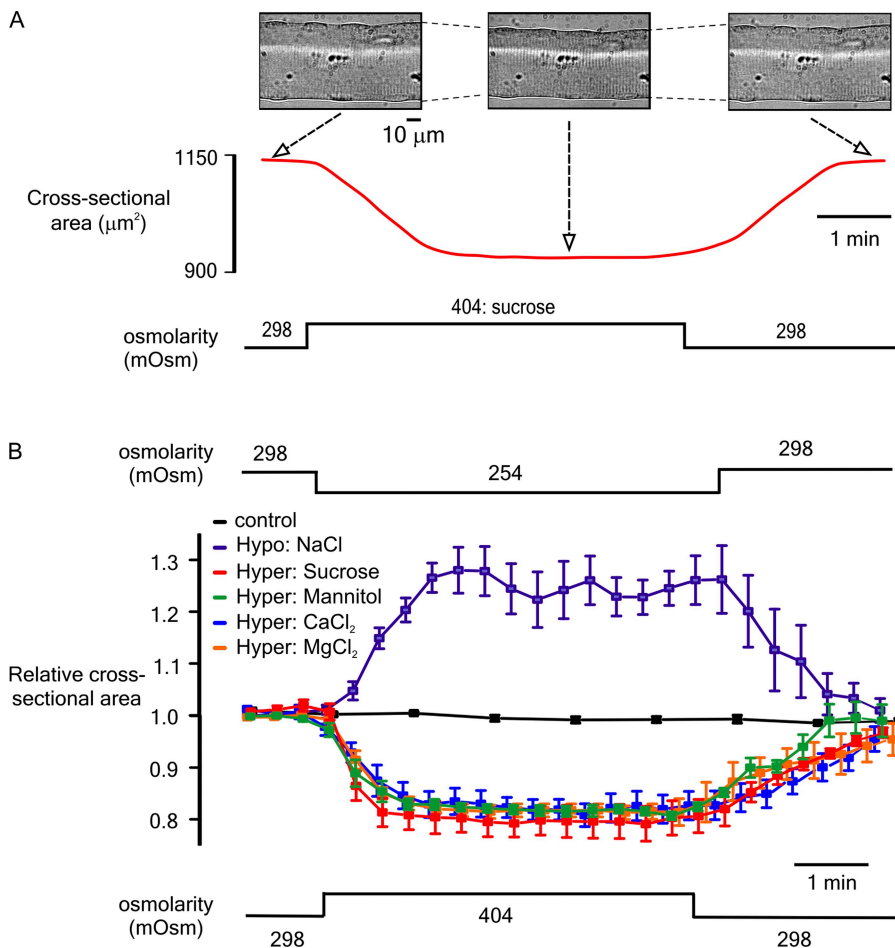 A
10 μm
1150
Cross-sectional
area (μm²)
900
1 min
404: sucrose
298
298
osmolarity
(mOsm)
B
osmolarity
(mOsm)
298
298
254
control
Hypo: NaCl
Hyper: Sucrose
Hyper: Mannitol
Hyper: CaCl₂
Hyper: MgCl₂
1.3
1.2
1.1
Relative cross-
sectional area
1.0
0.9
0.8
1 min
osmolarity
(mOsm)
404
298
298